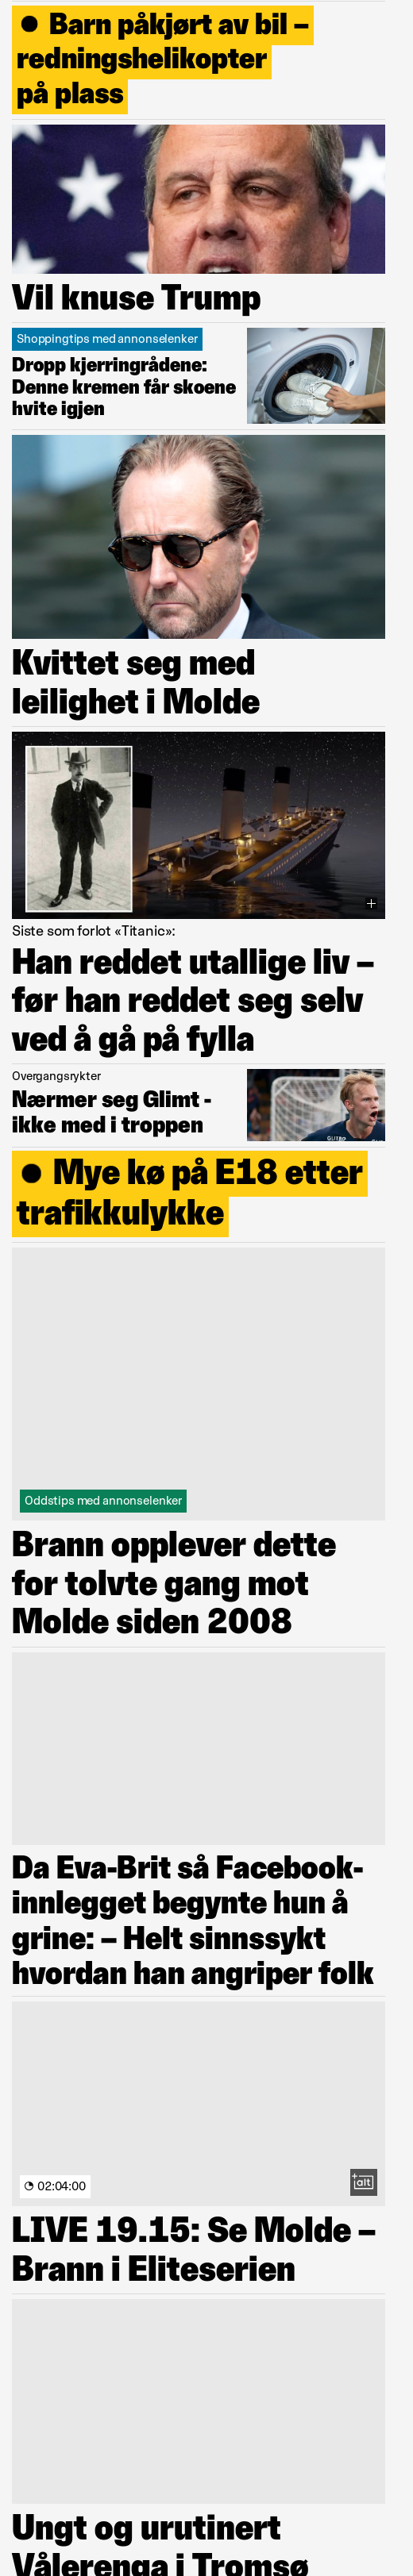 Barn påkjørt av bil –
redningshelikopter
på plass
Vil knuse Trump
Shoppingtips med annonselenker
Dropp kjerringrådene:
Denne kremen får skoene
hvite igjen
Kvittet seg med
leilighet i Molde
Siste som forlot «Titanic»:
Han reddet utallige liv –
før han reddet seg selv
ved å gå på fylla
Overgangsrykter
Nærmer seg Glimt -
ikke med i troppen
Mye kø på E18 etter
trafikkulykke
Oddstips med annonselenker
Brann opplever dette
for tolvte gang mot
Molde siden 2008
Da Eva-Brit så Facebook-
innlegget begynte hun å
grine: – Helt sinnssykt
hvordan han angriper folk
02:04:00
+alt
LIVE 19.15: Se Molde –
Brann i Eliteserien
Ungt og urutinert
Vålerenga i Tromsø